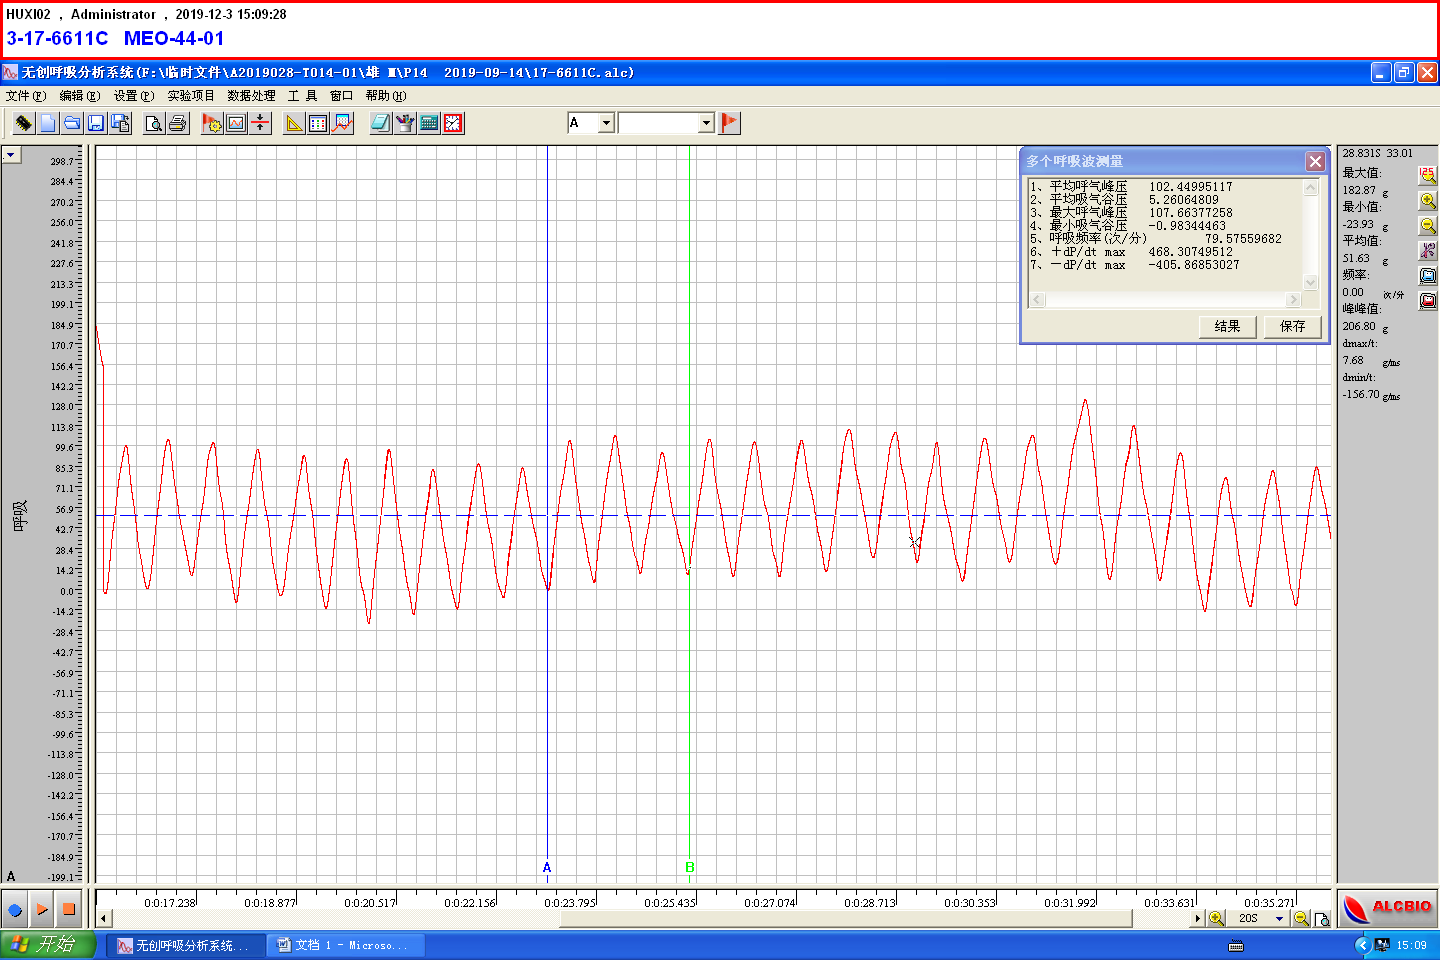 HUXI02 , Administrator , 2019-12-3 15:09:28
3-17-6611C MEO-44-01
无创呼吸分析系统(F:\临时文件\A2019028-T014-01\雄 M\P14 2019-09-14\17-6611C.alc)
文件(F) 编辑(E) 设置(P) 实验项目 数据处理 工 具 窗口 帮助(H)
A
298.7
284.4
270.2
256.0
241.8
227.6
213.3
199.1
184.9
170.7
156.4
142.2
128.0
113.8
99.6
85.3
71.1
56.9
42.7
28.4
14.2
0.0
-14.2
-28.4
-42.7
-56.9
-71.1
-85.3
-99.6
-113.8
-128.0
-142.2
-156.4
-170.7
-184.9
-199.1
呼吸
A
A
B
多个呼吸波测量
1、平均呼气峰压 102.44995117
2、平均吸气谷压 5.26064809
3、最大呼气峰压 107.66377258
4、最小吸气谷压 -0.98344463
5、呼吸频率(次/分) 79.57559682
6、＋dP/dt max 468.30749512
7、－dP/dt max -405.86853027
结果 保存
28.831S 33.01
最大值:
182.87 g
最小值:
-23.93 g
平均值:
51.63 g
频率:
0.00 次/分
峰峰值:
206.80 g
dmax/t:
7.68 g/ms
dmin/t:
-156.70 g/ms
125
0:0:17.238 0:0:18.877 0:0:20.517 0:0:22.156 0:0:23.795 0:0:25.435 0:0:27.074 0:0:28.713 0:0:30.353 0:0:31.992 0:0:33.631 0:0:35.271
20S
ALCBIO
开始 无创呼吸分析系统... 文档 1 - Microso... 15:09